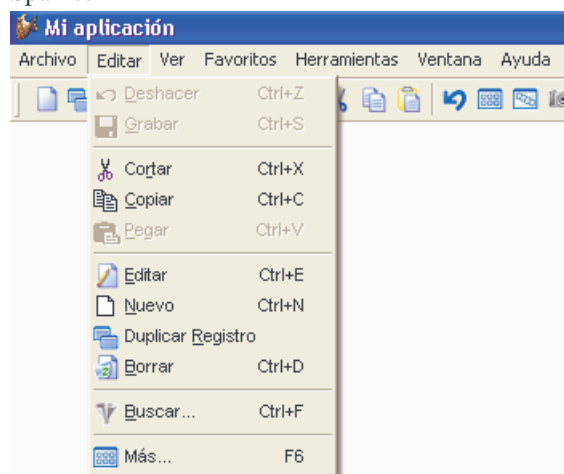 Mi aplicación
Archivo Editar Ver Favoritos Herramientas Ventana Ayuda
Deshacer Ctrl+Z
Grabar Ctrl+S
Cortar Ctrl+X
Copiar Ctrl+C
Pegar Ctrl+V
Editar Ctrl+E
Nuevo Ctrl+N
Duplicar Registro
Borrar Ctrl+D
Buscar... Ctrl+F
Más... F6